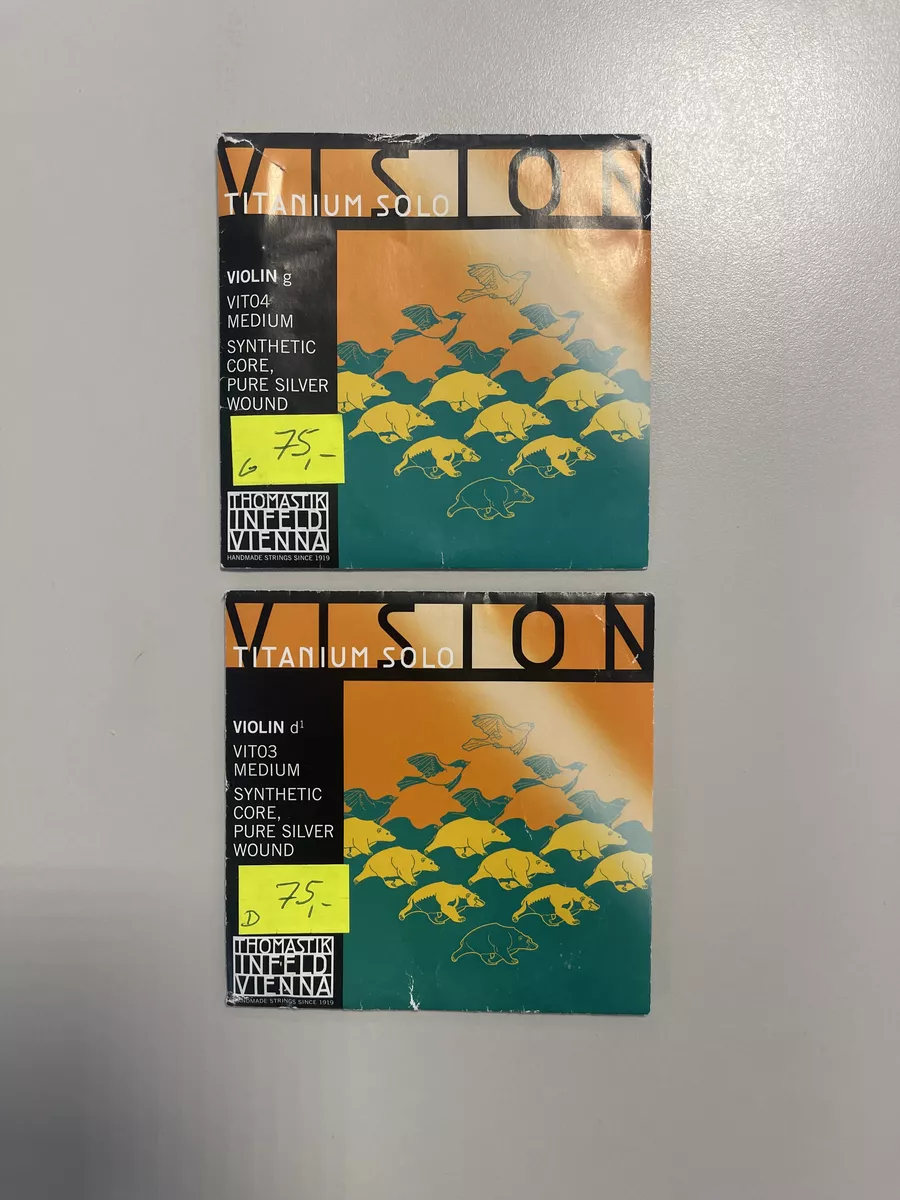 VISION
TITANIUM SOLO
VIOLIN g
VIT04
MEDIUM
SYNTHETIC
CORE,
PURE SILVER
WOUND
75,-
G
THOMASTIK
INFELD
VIENNA
HANDMADE STRINGS SINCE 1919
VISION
TITANIUM SOLO
VIOLIN d¹
VIT03
MEDIUM
SYNTHETIC
CORE,
PURE SILVER
WOUND
75,-
D
THOMASTIK
INFELD
VIENNA
HANDMADE STRINGS SINCE 1919